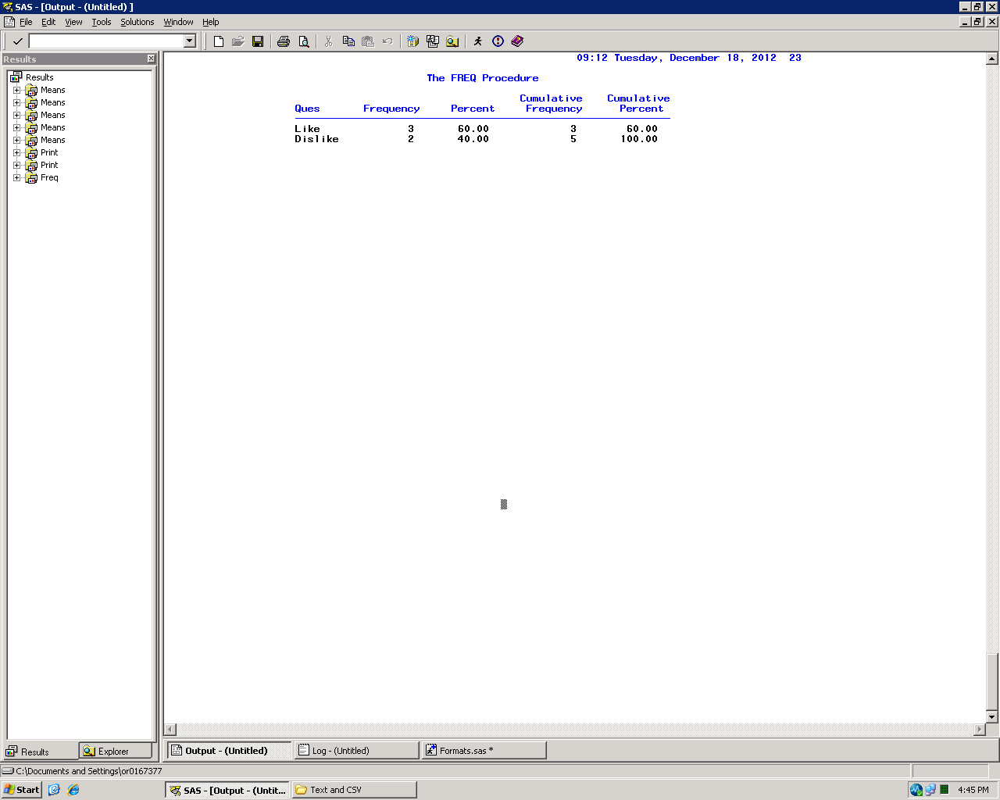 SAS - [Output - (Untitled) ]
File Edit View Tools Solutions Window Help
Results
Results
Means
Means
Means
Means
Means
Print
Print
Freq
09:12 Tuesday, December 18, 2012 23
The FREQ Procedure
Cumulative Cumulative
Ques Frequency Percent Frequency Percent
Like 3 60.00 3 60.00
Dislike 2 40.00 5 100.00
Results Explorer
Output - (Untitled) Log - (Untitled) Formats.sas *
C:\Documents and Settings\or0167377
Start SAS - [Output - (Untit... Text and CSV 4:45 PM